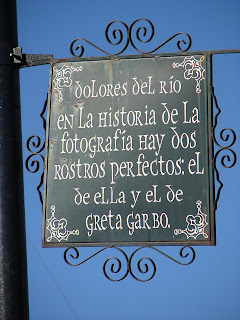 Dolores del Río
En la historia de la
fotografía hay dos
rostros perfectos: el
de ella y el de
Greta Garbo.